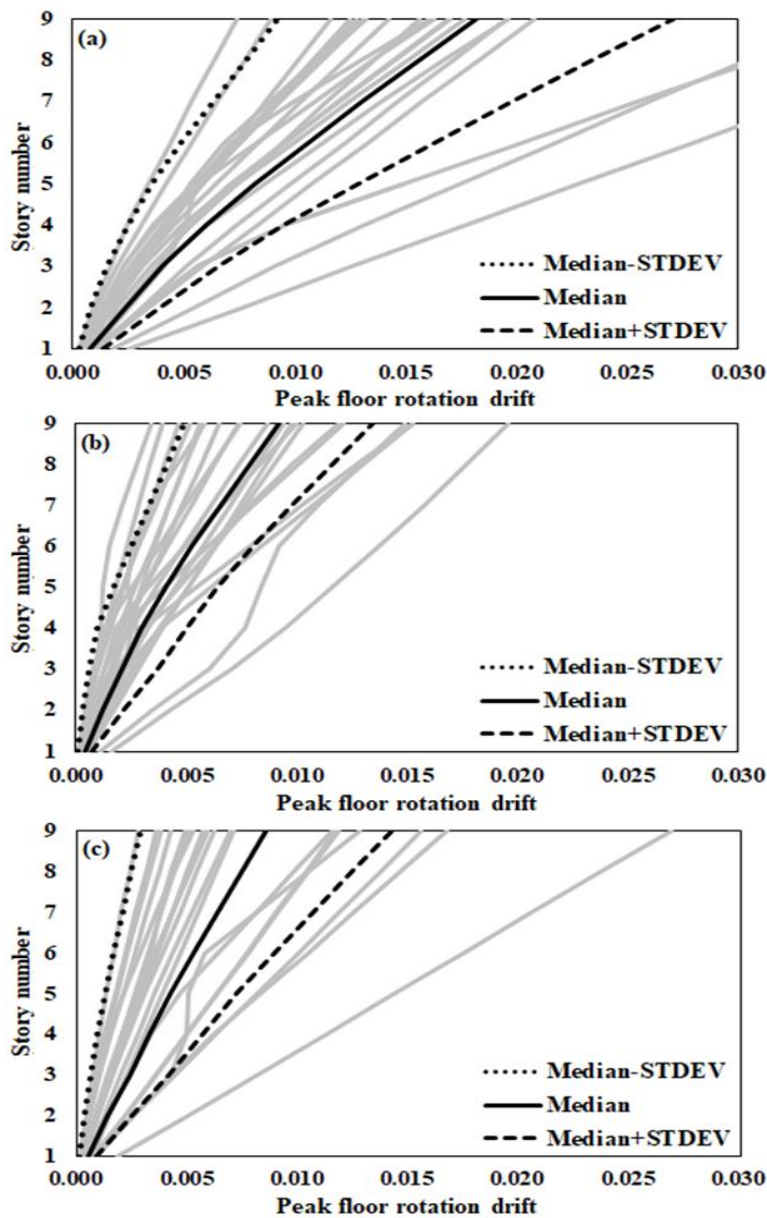 9
(a)
8
7
6
5
4
3
2
1
Story number
Median-STDEV
Median
Median+STDEV
0.000 0.005 0.010 0.015 0.020 0.025 0.030
Peak floor rotation drift
9
(b)
8
7
6
5
4
3
2
1
Story number
Median-STDEV
Median
Median+STDEV
0.000 0.005 0.010 0.015 0.020 0.025 0.030
Peak floor rotation drift
9
(c)
8
7
6
5
4
3
2
1
Story number
Median-STDEV
Median
Median+STDEV
0.000 0.005 0.010 0.015 0.020 0.025 0.030
Peak floor rotation drift